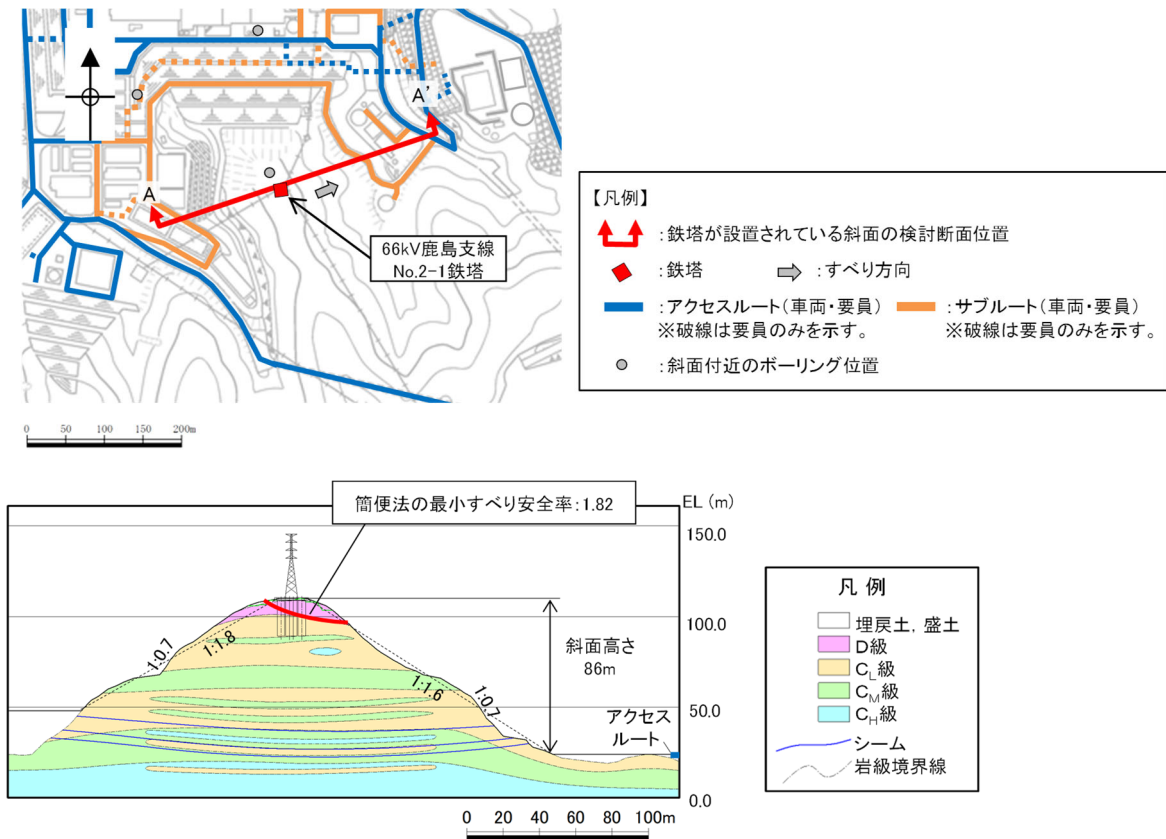 A'
A
66kV鹿島支線
No.2-1鉄塔
0 50 100 150 200m
【凡例】
:鉄塔が設置されている斜面の検討断面位置
:鉄塔
:すべり方向
:アクセスルート(車両・要員)
※破線は要員のみを示す。
:サブルート(車両・要員)
※破線は要員のみを示す。
:斜面付近のボーリング位置
簡便法の最小すべり安全率:1.82
EL (m)
150.0
100.0
50.0
0.0
1:0.7
1:1.8
1:1.6
1:0.7
斜面高さ
86m
アクセス
ルート
0 20 40 60 80 100m
凡 例
埋戻土,盛土
D級
CL級
CM級
CH級
シーム
岩級境界線